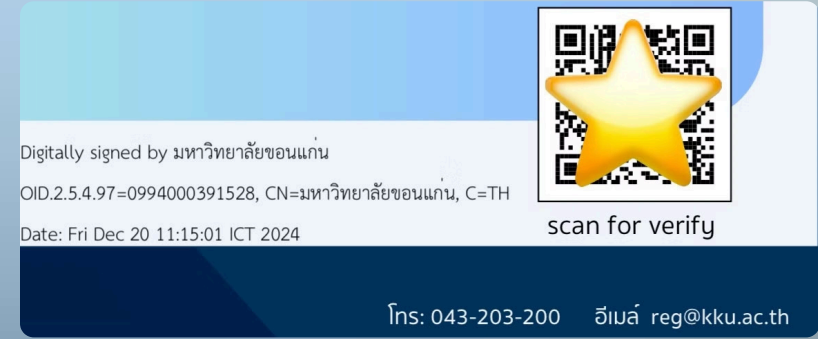 Digitally signed by มหาวิทยาลัยขอนแก่น
OID.2.5.4.97=0994000391528, CN=มหาวิทยาลัยขอนแก่น, C=TH
Date: Fri Dec 20 11:15:01 ICT 2024
scan for verify
โทร: 043-203-200 อีเมล์ reg@kku.ac.th